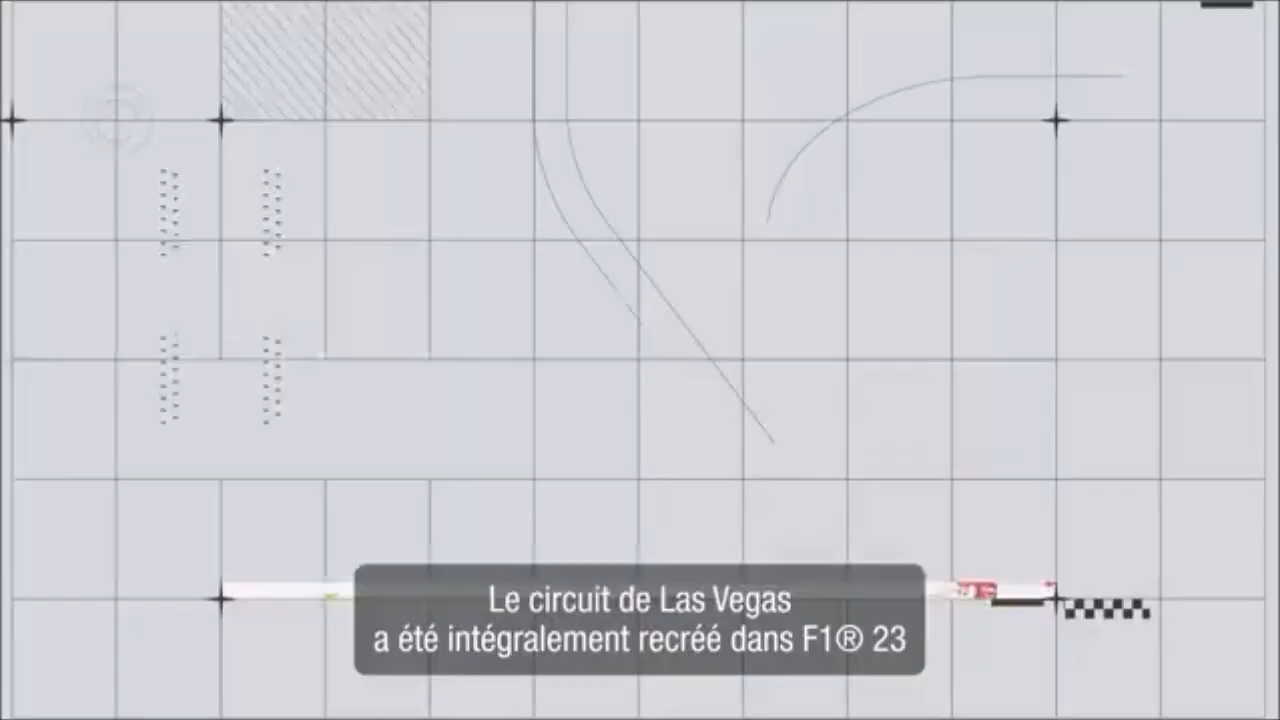 Le circuit de Las Vegas
a été intégralement recréé dans F1® 23